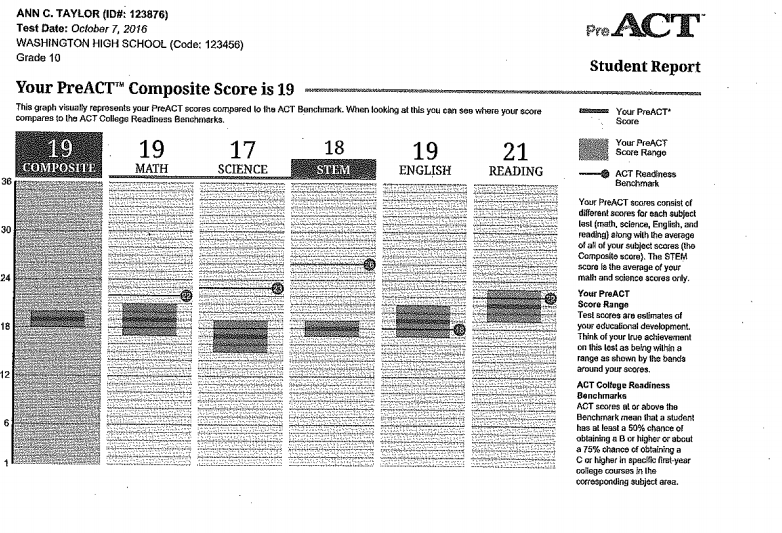 ANN C. TAYLOR (ID#: 123876)
Test Date: October 7, 2016
WASHINGTON HIGH SCHOOL (Code: 123456)
Grade 10
PreACT™
Student Report
Your PreACT™ Composite Score is 19
This graph visually represents your PreACT scores compared to the ACT Benchmark. When looking at this you can see where your score
compares to the ACT College Readiness Benchmarks.
19 19 17 18 19 21
COMPOSITE MATH SCIENCE STEM ENGLISH READING
36
30
24
18
12
6
1
22
23
26
18
22
Your PreACT*
Score
Your PreACT
Score Range
ACT Readiness
Benchmark
Your PreACT scores consist of
different scores for each subject
test (math, science, English, and
reading) along with the average
of all of your subject scores (the
Composite score). The STEM
score is the average of your
math and science scores only.
Your PreACT
Score Range
Test scores are estimates of
your educational development.
Think of your true achievement
on this test as being within a
range as shown by the bands
around your scores.
ACT College Readiness
Benchmarks
ACT scores at or above the
Benchmark mean that a student
has at least a 50% chance of
obtaining a B or higher or about
a 75% chance of obtaining a
C or higher in specific first-year
college courses in the
corresponding subject area.